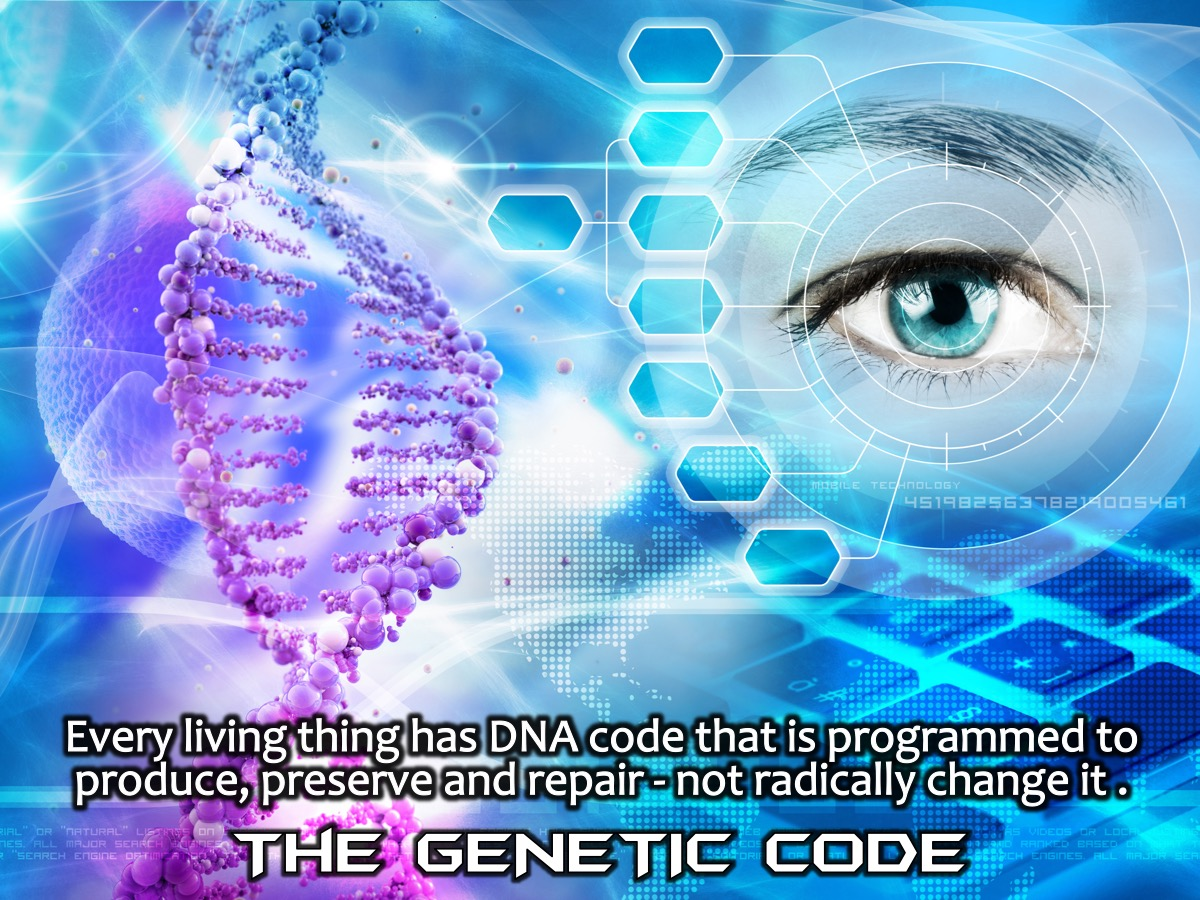 MOBILE TECHNOLOGY
Every living thing has DNA code that is programmed to
produce, preserve and repair - not radically change it .
THE GENETIC CODE